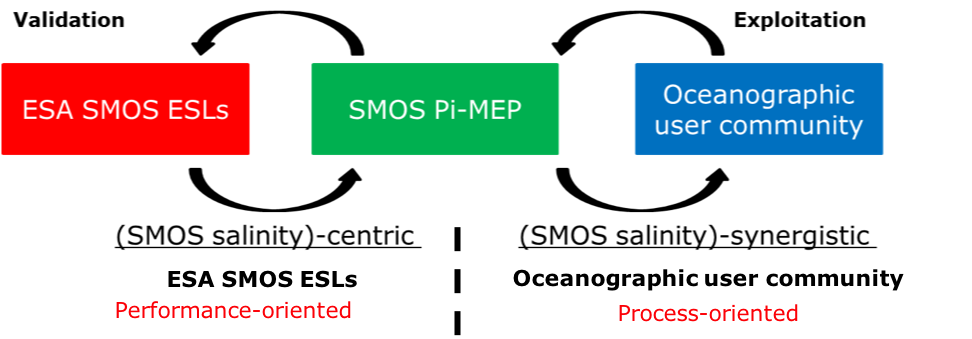 Validation
Exploitation
ESA SMOS ESLs
SMOS Pi-MEP
Oceanographic
user community
(SMOS salinity)-centric
(SMOS salinity)-synergistic
ESA SMOS ESLs
Oceanographic user community
Performance-oriented
Process-oriented